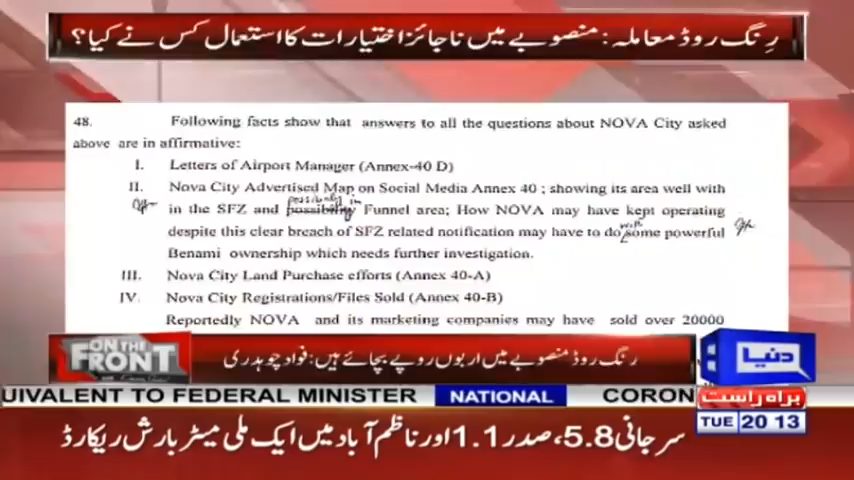 رِنگ روڈ معاملہ: منصوبے میں ناجائز اختیارات کا استعمال کس نے کیا؟
48. Following facts show that answers to all the questions about NOVA City asked
above are in affirmative:
I. Letters of Airport Manager (Annex-40 D)
II. Nova City Advertised Map on Social Media Annex 40 ; showing its area well with
possibly in
in the SFZ and possibility Funnel area; How NOVA may have kept operating
with
despite this clear breach of SFZ related notification may have to do some powerful
Benami ownership which needs further investigation.
III. Nova City Land Purchase efforts (Annex 40-A)
IV. Nova City Registrations/Files Sold (Annex 40-B)
Reportedly NOVA and its marketing companies may have sold over 20000
ON THE FRONT
رنگ روڈ منصوبے میں اربوں روپے بچائے ہیں: فواد چوہدری
دنیا
UIVALENT TO FEDERAL MINISTER NATIONAL CORON
براہ راست
TUE 20 13
سرجانی 5.8، صدر 1.1 اور ناظم آباد میں ایک ملی میٹر بارش ریکارڈ